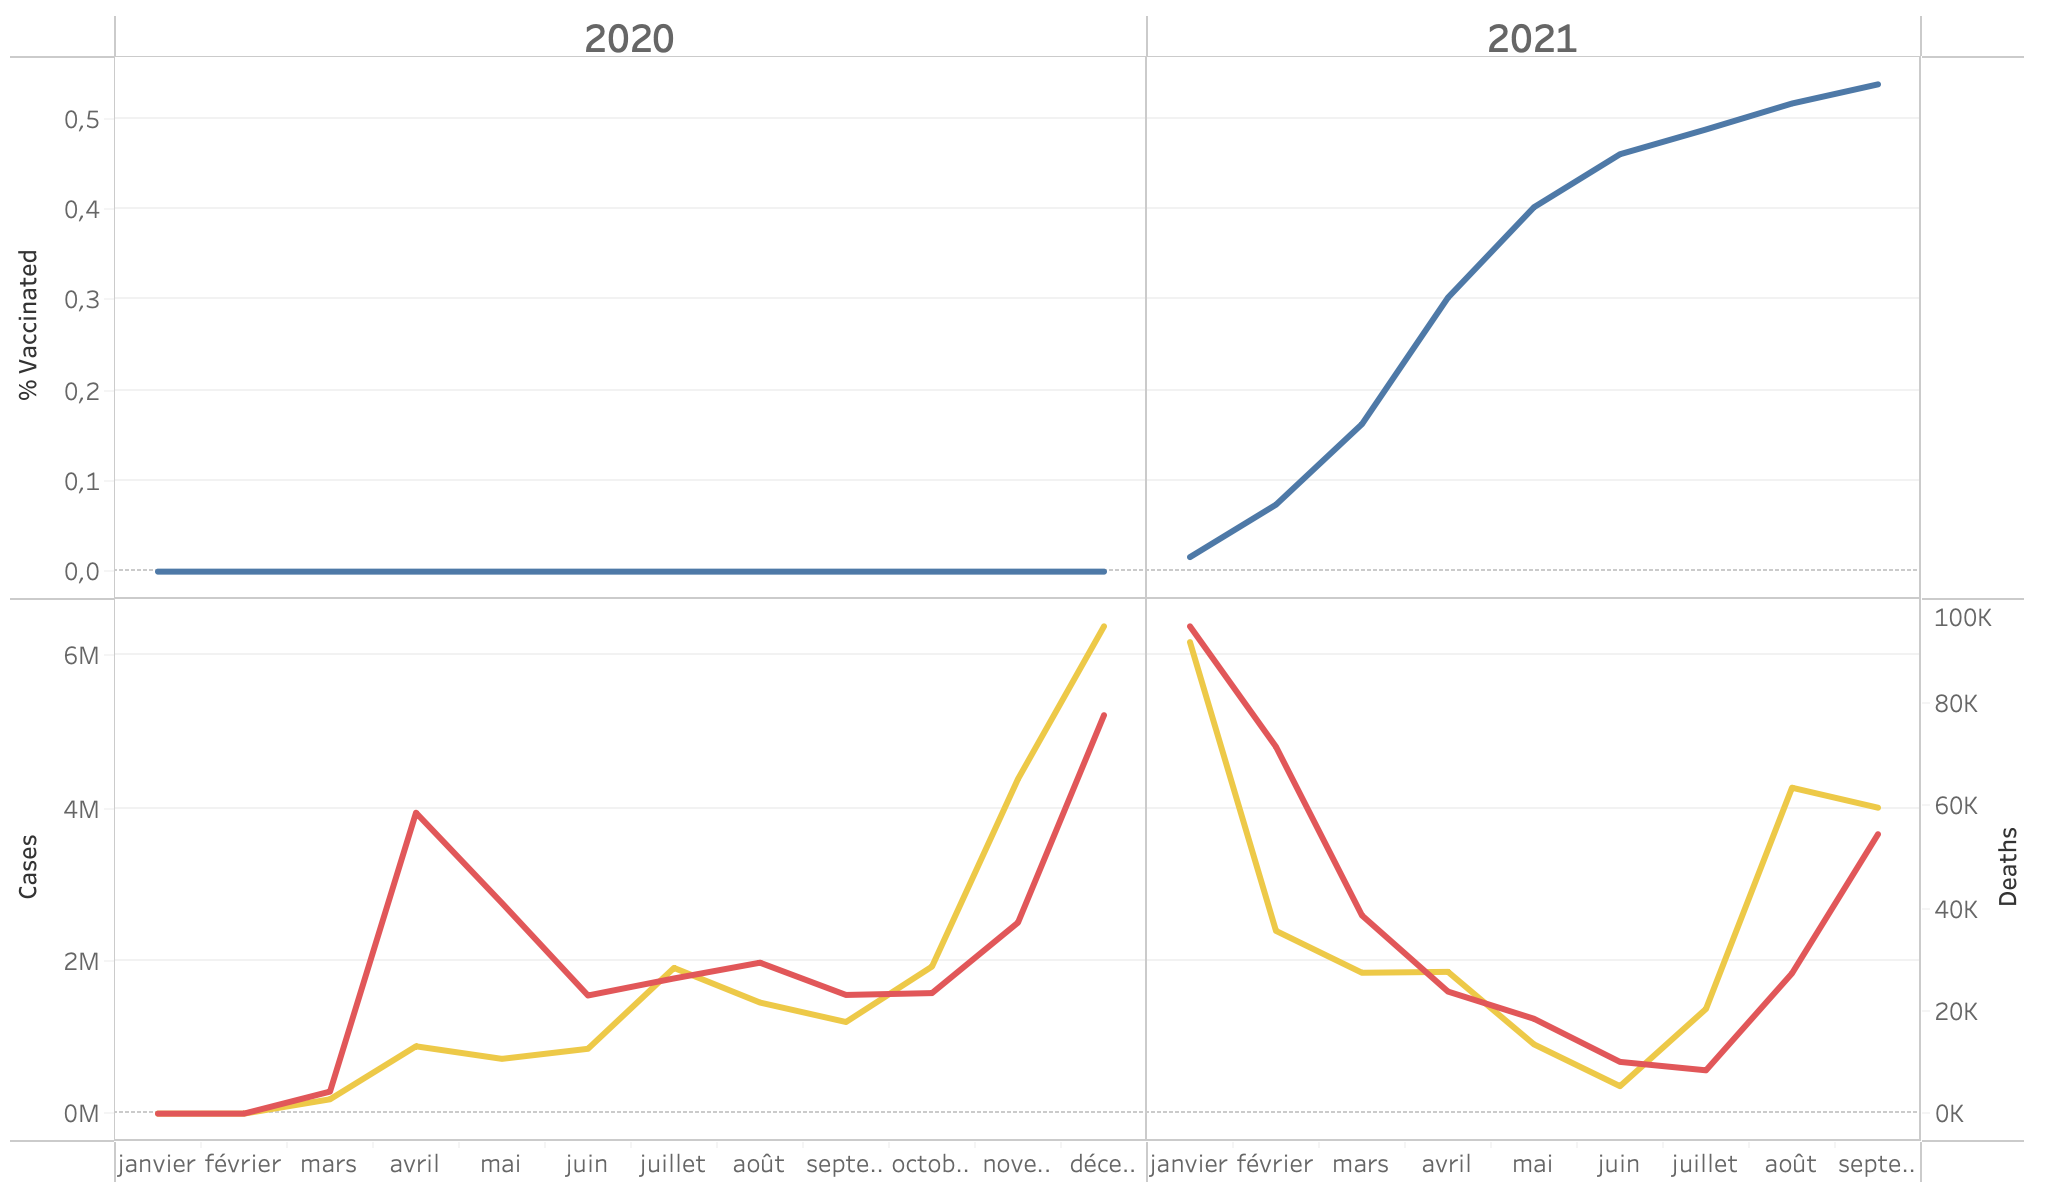 2020 2021
% Vaccinated
0,5
0,4
0,3
0,2
0,1
0,0
Cases
6M
4M
2M
0M
100K
80K
60K
40K
20K
0K
Deaths
janvier février mars avril mai juin juillet août septe.. octob.. nove.. déce.. janvier février mars avril mai juin juillet août septe..